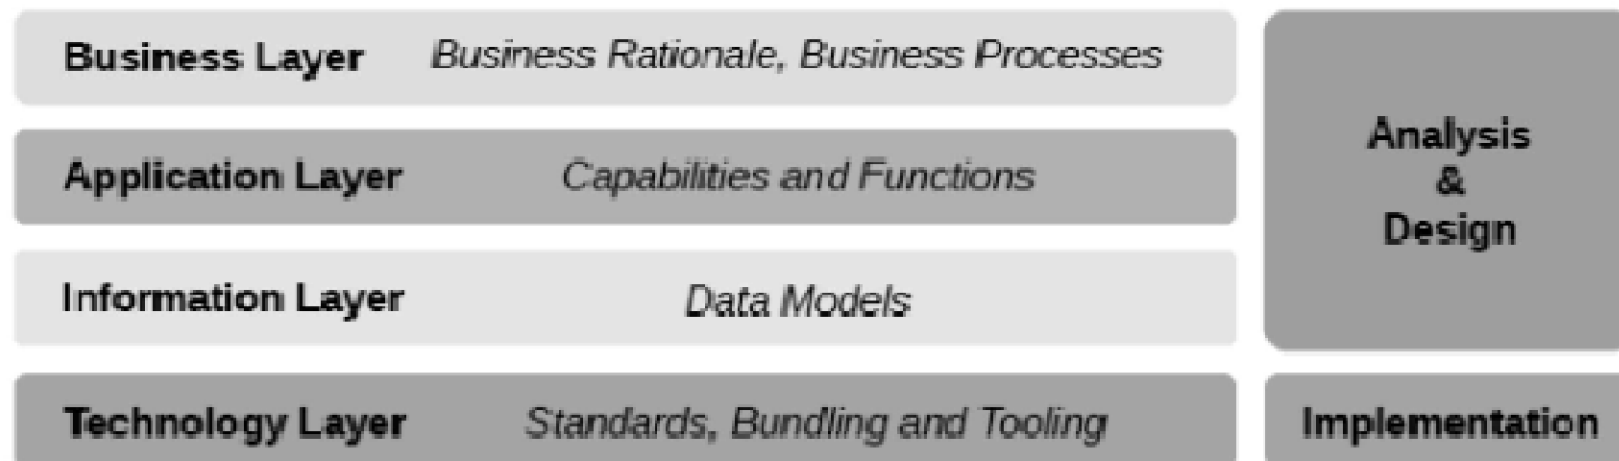 Business Layer Business Rationale, Business Processes
Application Layer Capabilities and Functions
Information Layer Data Models
Technology Layer Standards, Bundling and Tooling
Analysis
&
Design
Implementation